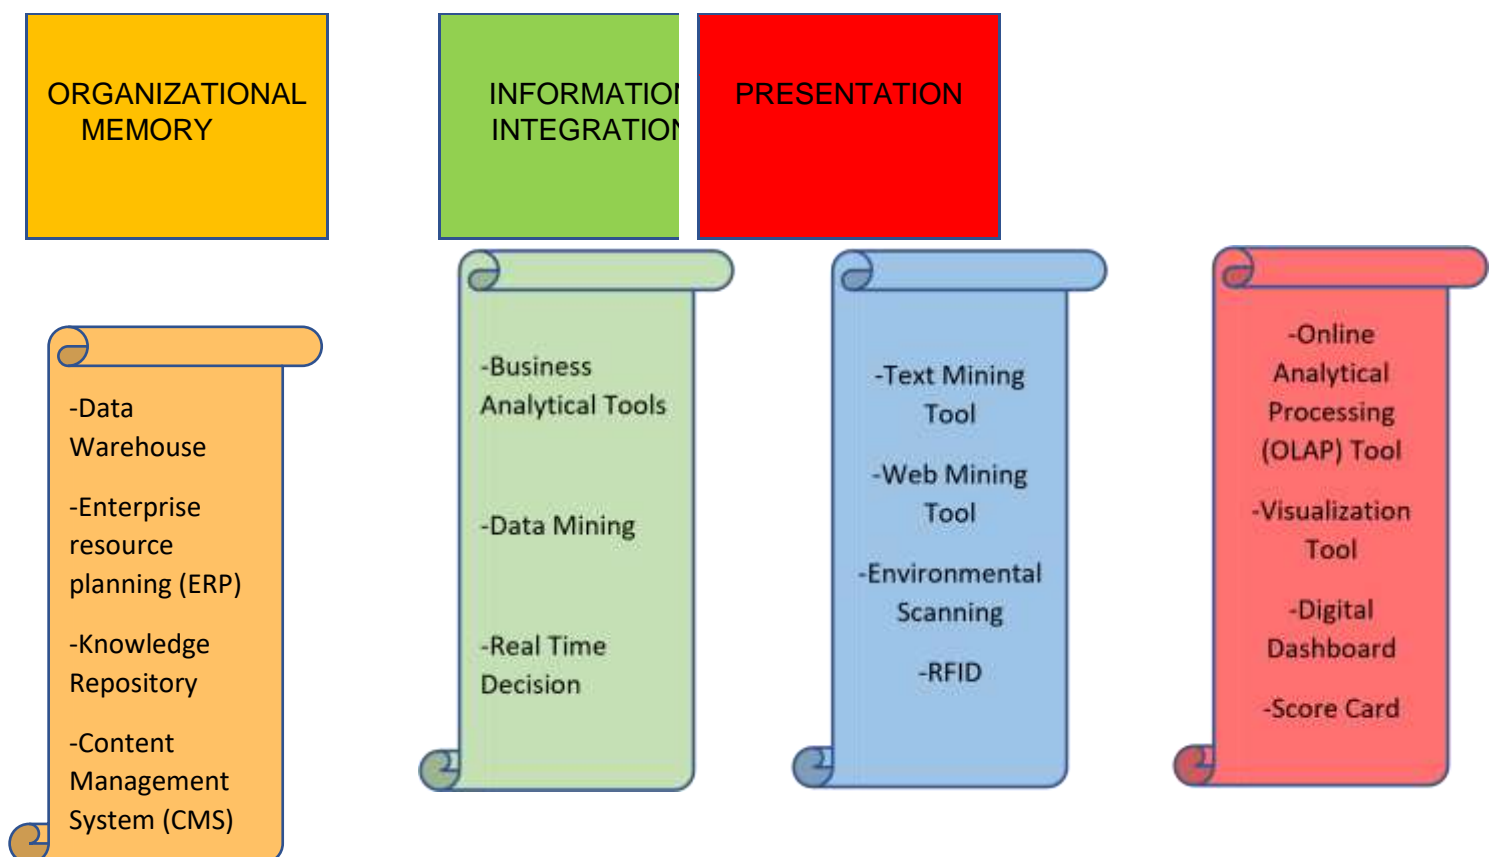 ORGANIZATIONAL
MEMORY
INFORMATION
INTEGRATION
PRESENTATION
-Data
Warehouse
-Enterprise
resource
planning (ERP)
-Knowledge
Repository
-Content
Management
System (CMS)
-Business
Analytical Tools
-Data Mining
-Real Time
Decision
-Text Mining
Tool
-Web Mining
Tool
-Environmental
Scanning
-RFID
-Online
Analytical
Processing
(OLAP) Tool
-Visualization
Tool
-Digital
Dashboard
-Score Card